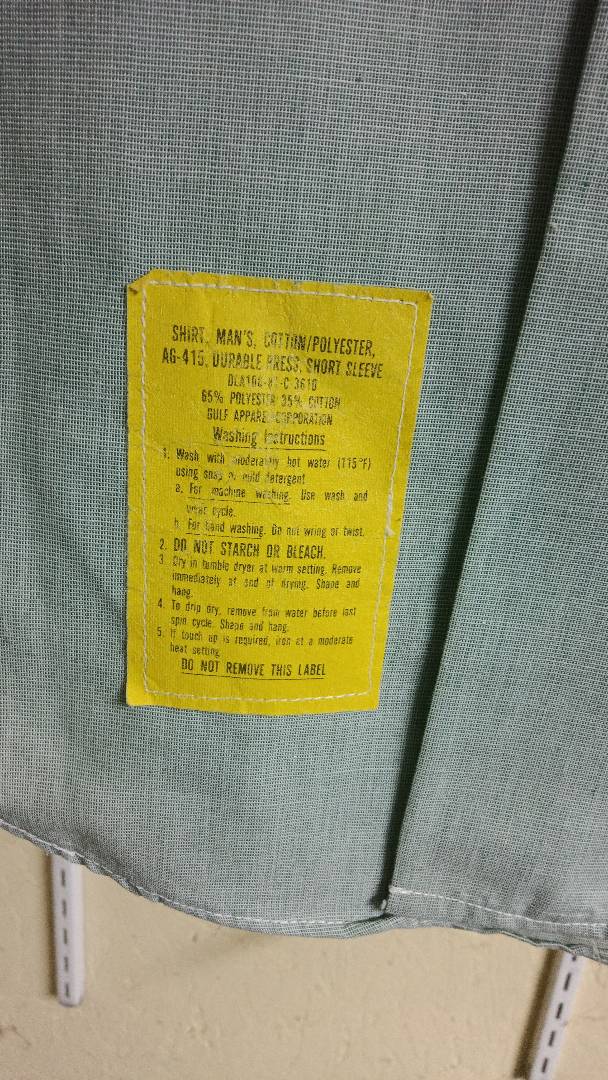 SHIRT, MAN'S, COTTON/POLYESTER,
AG-415, DURABLE PRESS, SHORT SLEEVE
65% POLYESTER 35% COTTON
GULF APPAREL CORPORATION
Washing Instructions
1. Wash with moderately hot water (115°F)
using soap or mild detergent
a. For machine washing. Use wash and
wear cycle.
b. For hand washing. Do not wring or twist.
2. DO NOT STARCH OR BLEACH.
3. Dry in tumble dryer at warm setting. Remove
immediately at end of drying. Shape and
hang.
4. To drip dry, remove from water before last
spin cycle. Shape and hang.
5. If touch up is required, iron at a moderate
heat setting
DO NOT REMOVE THIS LABEL